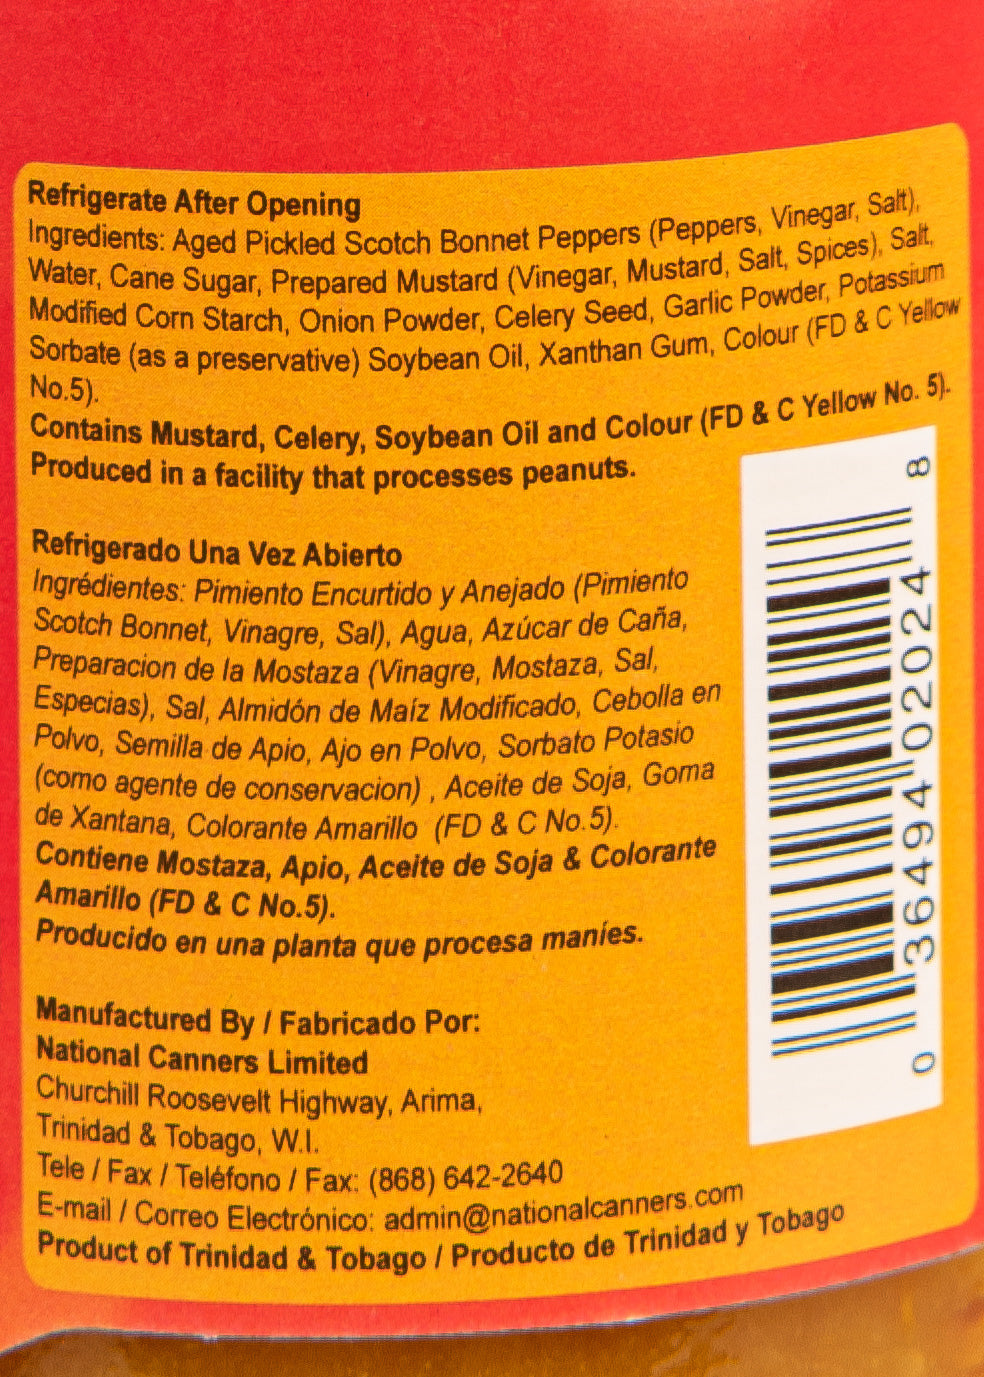 Refrigerate After Opening
Ingredients: Aged Pickled Scotch Bonnet Peppers (Peppers, Vinegar, Salt),
Water, Cane Sugar, Prepared Mustard (Vinegar, Mustard, Salt, Spices), Salt,
Modified Corn Starch, Onion Powder, Celery Seed, Garlic Powder, Potassium
Sorbate (as a preservative) Soybean Oil, Xanthan Gum, Colour (FD & C Yellow
No.5).
Contains Mustard, Celery, Soybean Oil and Colour (FD & C Yellow No. 5).
Produced in a facility that processes peanuts.
Refrigerado Una Vez Abierto
Ingrédientes: Pimiento Encurtido y Anejado (Pimiento
Scotch Bonnet, Vinagre, Sal), Agua, Azúcar de Caña,
Preparacion de la Mostaza (Vinagre, Mostaza, Sal,
Especias), Sal, Almidón de Maíz Modificado, Cebolla en
Polvo, Semilla de Apio, Ajo en Polvo, Sorbato Potasio
(como agente de conservacion) , Aceite de Soja, Goma
de Xantana, Colorante Amarillo (FD & C No.5).
Contiene Mostaza, Apio, Aceite de Soja & Colorante
Amarillo (FD & C No.5).
Producido en una planta que procesa maníes.
Manufactured By / Fabricado Por:
National Canners Limited
Churchill Roosevelt Highway, Arima,
Trinidad & Tobago, W.I.
Tele / Fax / Teléfono / Fax: (868) 642-2640
E-mail / Correo Electrónico: admin@nationalcanners.com
Product of Trinidad & Tobago / Producto de Trinidad y Tobago
0 36494 02024 8